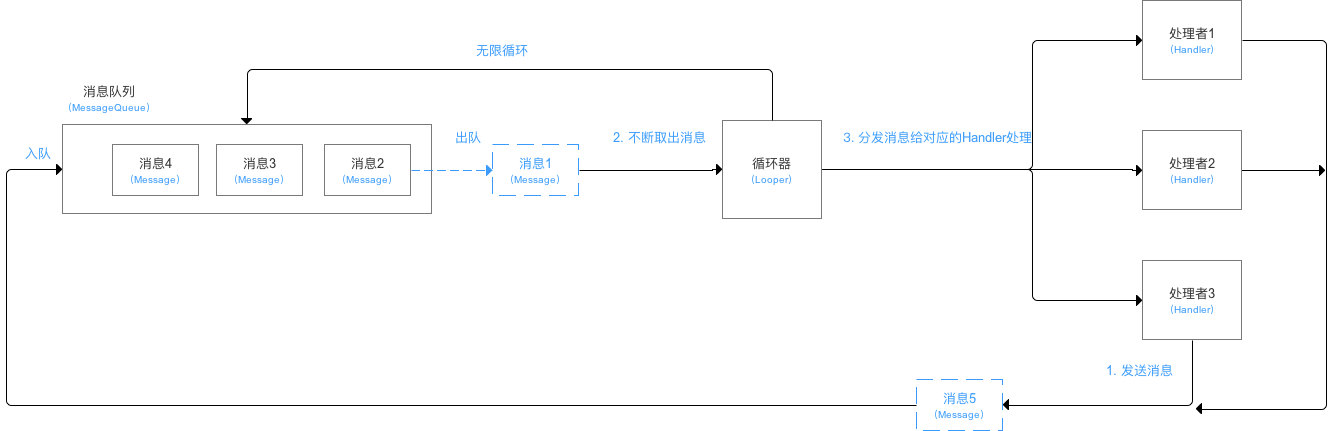 处理者1
(Handler)
无限循环
消息队列
(MessageQueue)
入队
消息4
(Message)
消息3
(Message)
消息2
(Message)
出队
消息1
(Message)
2. 不断取出消息
循环器
(Looper)
3. 分发消息给对应的Handler处理
处理者2
(Handler)
处理者3
(Handler)
1. 发送消息
消息5
(Message)